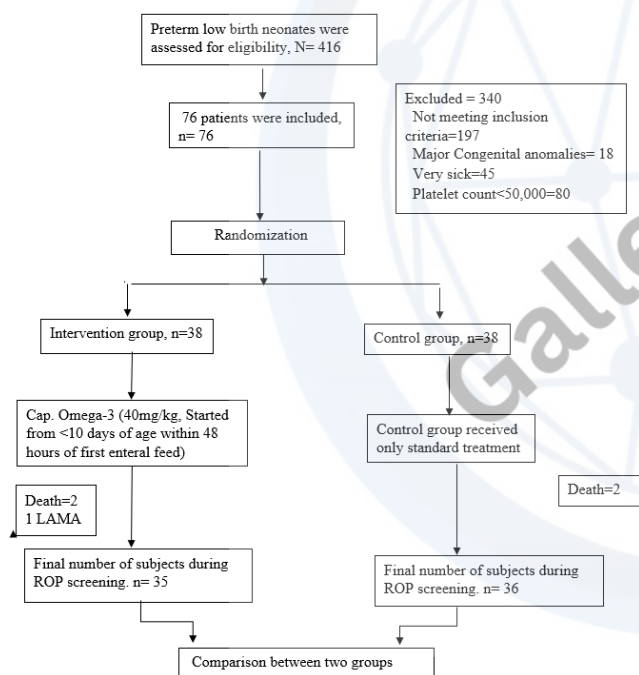 Preterm low birth neonates were
assessed for eligibility, N= 416
76 patients were included,
n= 76
Excluded = 340
Not meeting inclusion
criteria=197
Major Congenital anomalies= 18
Very sick=45
Platelet count<50,000=80
Randomization
Intervention group, n=38
Control group, n=38
Cap. Omega-3 (40mg/kg, Started
from <10 days of age within 48
hours of first enteral feed)
Control group received
only standard treatment
Death=2
1 LAMA
Death=2
Final number of subjects during
ROP screening. n= 35
Final number of subjects during
ROP screening. n= 36
Comparison between two groups